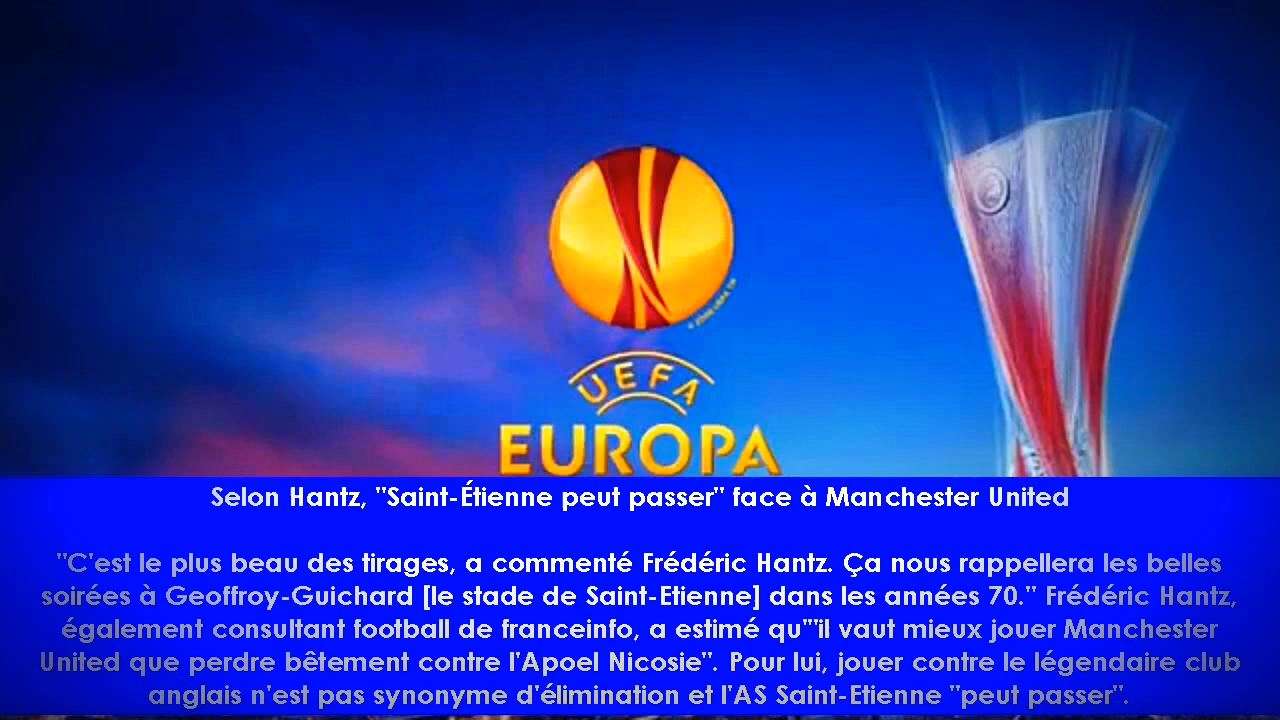 UEFA
EUROPA
Selon Hantz, "Saint-Étienne peut passer" face à Manchester United
"C'est le plus beau des tirages, a commenté Frédéric Hantz. Ça nous rappellera les belles
soirées à Geoffroy-Guichard [le stade de Saint-Etienne] dans les années 70." Frédéric Hantz,
également consultant football de franceinfo, a estimé qu'"il vaut mieux jouer Manchester
United que perdre bêtement contre l'Apoel Nicosie". Pour lui, jouer contre le légendaire club
anglais n'est pas synonyme d'élimination et l'AS Saint-Etienne "peut passer".